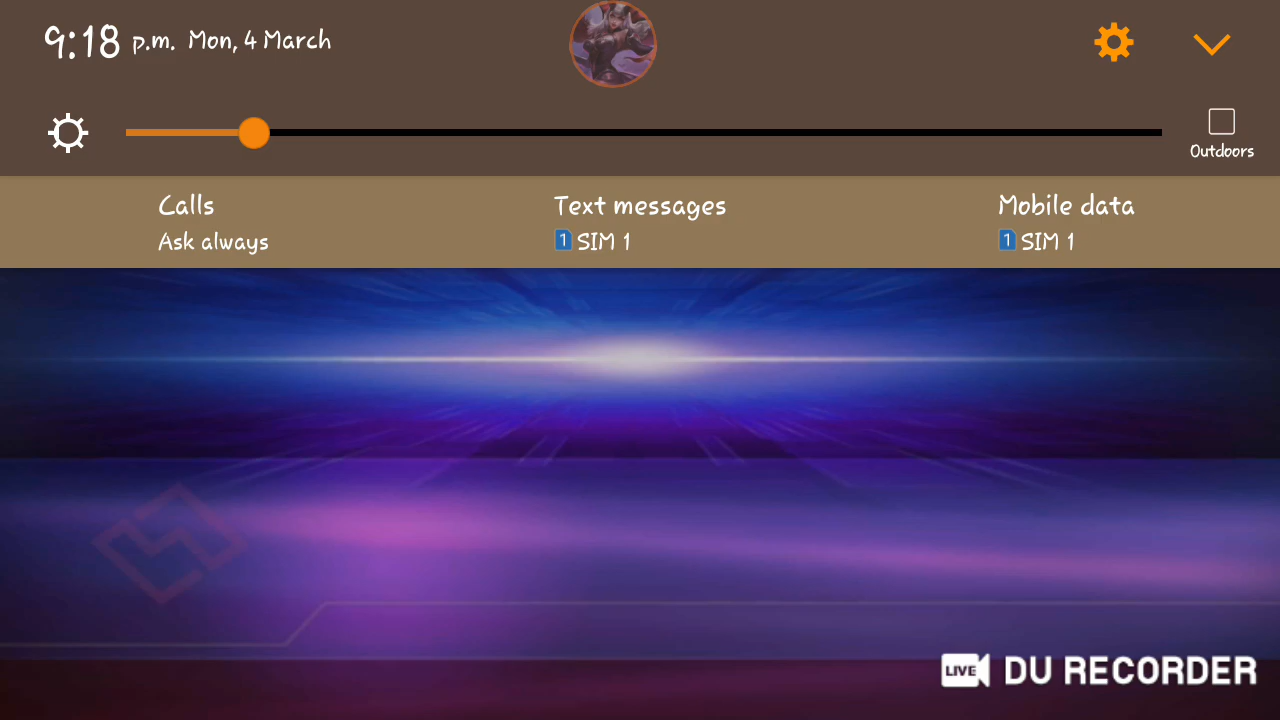 9:18 p.m. Mon, 4 March
Outdoors
Calls
Text messages
Mobile data
Ask always
1 SIM 1
1 SIM 1
LIVE DU RECORDER